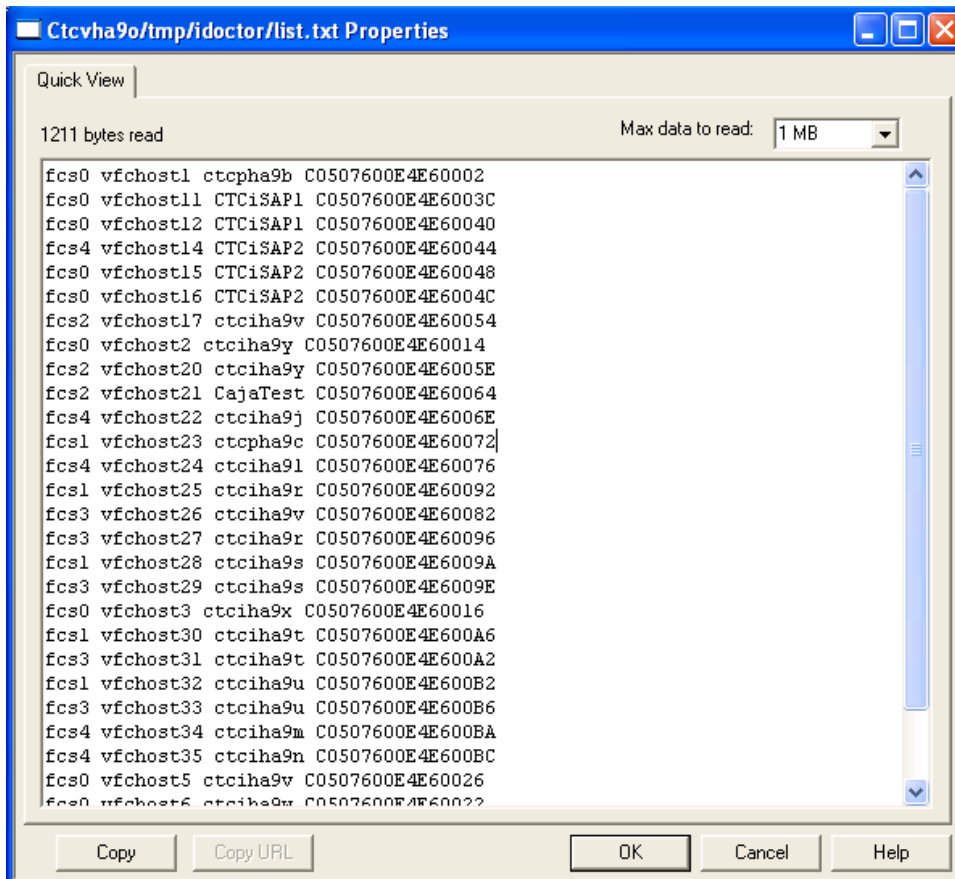 Ctcvha9o/tmp/idoctor/list.txt Properties
Quick View
1211 bytes read
Max data to read: 1 MB
fcs0 vfchost1 ctcpha9b C0507600E4E60002
fcs0 vfchost11 CTCiSAP1 C0507600E4E6003C
fcs0 vfchost12 CTCiSAP1 C0507600E4E60040
fcs4 vfchost14 CTCiSAP2 C0507600E4E60044
fcs0 vfchost15 CTCiSAP2 C0507600E4E60048
fcs0 vfchost16 CTCiSAP2 C0507600E4E6004C
fcs2 vfchost17 ctciha9v C0507600E4E60054
fcs0 vfchost2 ctciha9y C0507600E4E60014
fcs2 vfchost20 ctciha9y C0507600E4E6005E
fcs2 vfchost21 CajaTest C0507600E4E60064
fcs4 vfchost22 ctciha9j C0507600E4E6006E
fcs1 vfchost23 ctcpha9c C0507600E4E60072
fcs4 vfchost24 ctciha9l C0507600E4E60076
fcs1 vfchost25 ctciha9r C0507600E4E60092
fcs3 vfchost26 ctciha9v C0507600E4E60082
fcs3 vfchost27 ctciha9r C0507600E4E60096
fcs1 vfchost28 ctciha9s C0507600E4E6009A
fcs3 vfchost29 ctciha9s C0507600E4E6009E
fcs0 vfchost3 ctciha9x C0507600E4E60016
fcs1 vfchost30 ctciha9t C0507600E4E600A6
fcs3 vfchost31 ctciha9t C0507600E4E600A2
fcs1 vfchost32 ctciha9u C0507600E4E600B2
fcs3 vfchost33 ctciha9u C0507600E4E600B6
fcs4 vfchost34 ctciha9m C0507600E4E600BA
fcs4 vfchost35 ctciha9n C0507600E4E600BC
fcs0 vfchost5 ctciha9v C0507600E4E60026
fcs0 vfchost6 ctciha9w C0507600E4E60022
Copy Copy URL OK Cancel Help